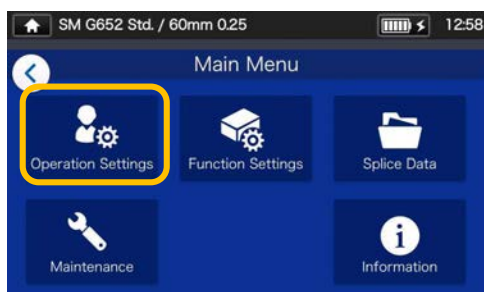 SM G652 Std. / 60mm 0.25 12:58
Main Menu
Operation Settings Function Settings Splice Data
Maintenance Information